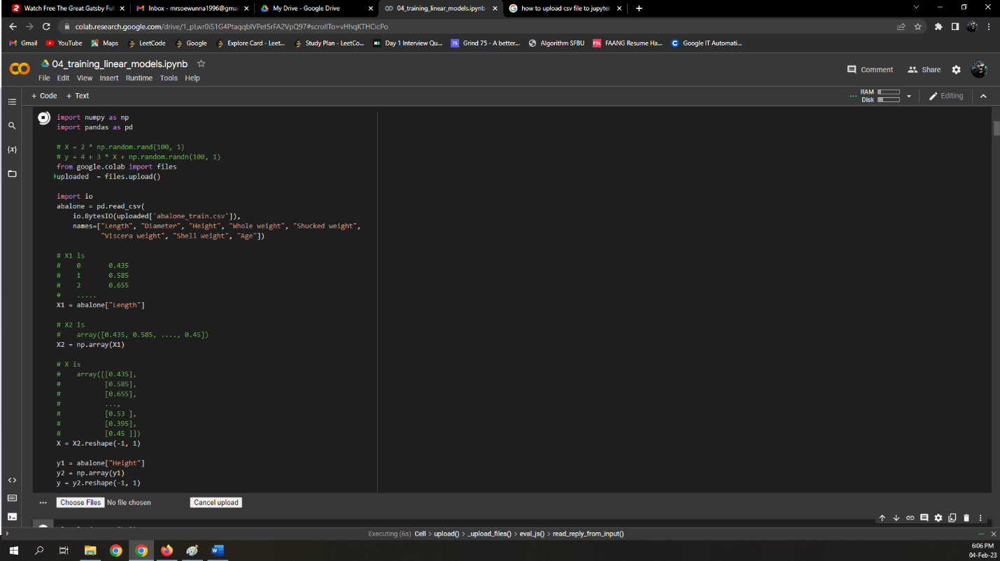 Watch Free The Great Gatsby Ful
Inbox - mrsoewunna1996@gmai
My Drive - Google Drive
04_training_linear_models.ipynb
how to upload csv file to jupyter
colab.research.google.com/drive/1_pLwr0iS1G4PtaqqbIVPet5rFA2VpQ97#scrollTo=vHhqKTHCicPo
Gmail YouTube Maps LeetCode Google Explore Card - Leet... Study Plan - LeetCo... Day 1 Interview Qu... Grind 75 - A better... Algorithm SFBU FAANG Resume Ha... Google IT Automati...
04_training_linear_models.ipynb
File Edit View Insert Runtime Tools Help
Comment Share
+ Code + Text
RAM
Disk
Editing
import numpy as np
import pandas as pd
# X = 2 * np.random.rand(100, 1)
# y = 4 + 3 * X + np.random.randn(100, 1)
from google.colab import files
uploaded = files.upload()
import io
abalone = pd.read_csv(
io.BytesIO(uploaded['abalone_train.csv']),
names=["Length", "Diameter", "Height", "Whole weight", "Shucked weight",
"Viscera weight", "Shell weight", "Age"])
# X1 is
# 0 0.435
# 1 0.585
# 2 0.655
# .....
X1 = abalone["Length"]
# X2 is
# array([0.435, 0.585, ...., 0.45])
X2 = np.array(X1)
# X is
# array([[0.435],
# [0.585],
# [0.655],
# ...,
# [0.53 ],
# [0.395],
# [0.45 ]])
X = X2.reshape(-1, 1)
y1 = abalone["Height"]
y2 = np.array(y1)
y = y2.reshape(-1, 1)
Choose Files No file chosen Cancel upload
Executing (6s) Cell > upload() > _upload_files() > eval_js() > read_reply_from_input()
6:06 PM
04-Feb-23